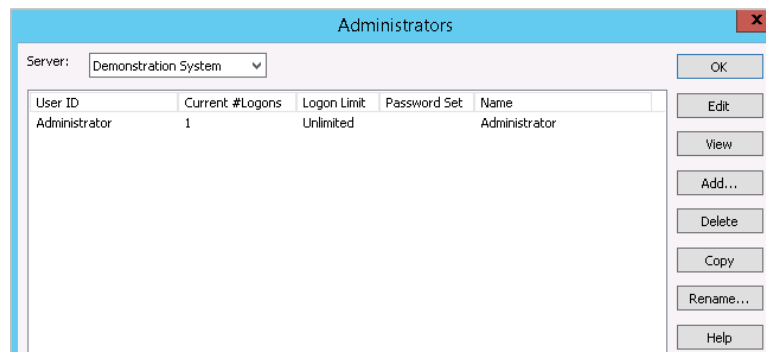 Administrators
x
Server: Demonstration System
OK
User ID Current #Logons Logon Limit Password Set Name
Edit
Administrator 1 Unlimited Administrator
View
Add...
Delete
Copy
Rename...
Help